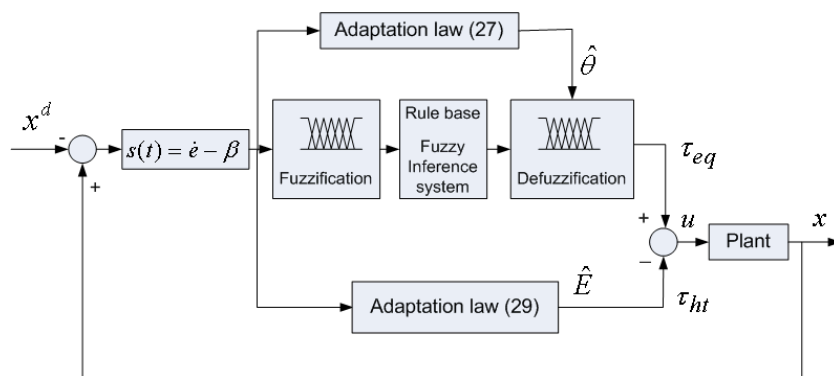 Adaptation law (27)
θ̂
x^d
-
+
s(t) = ė − β
Fuzzification
Rule base
Fuzzy
Inference
system
Defuzzification
τ_eq
+
−
u
Plant
x
Adaptation law (29)
Ê
τ_ht